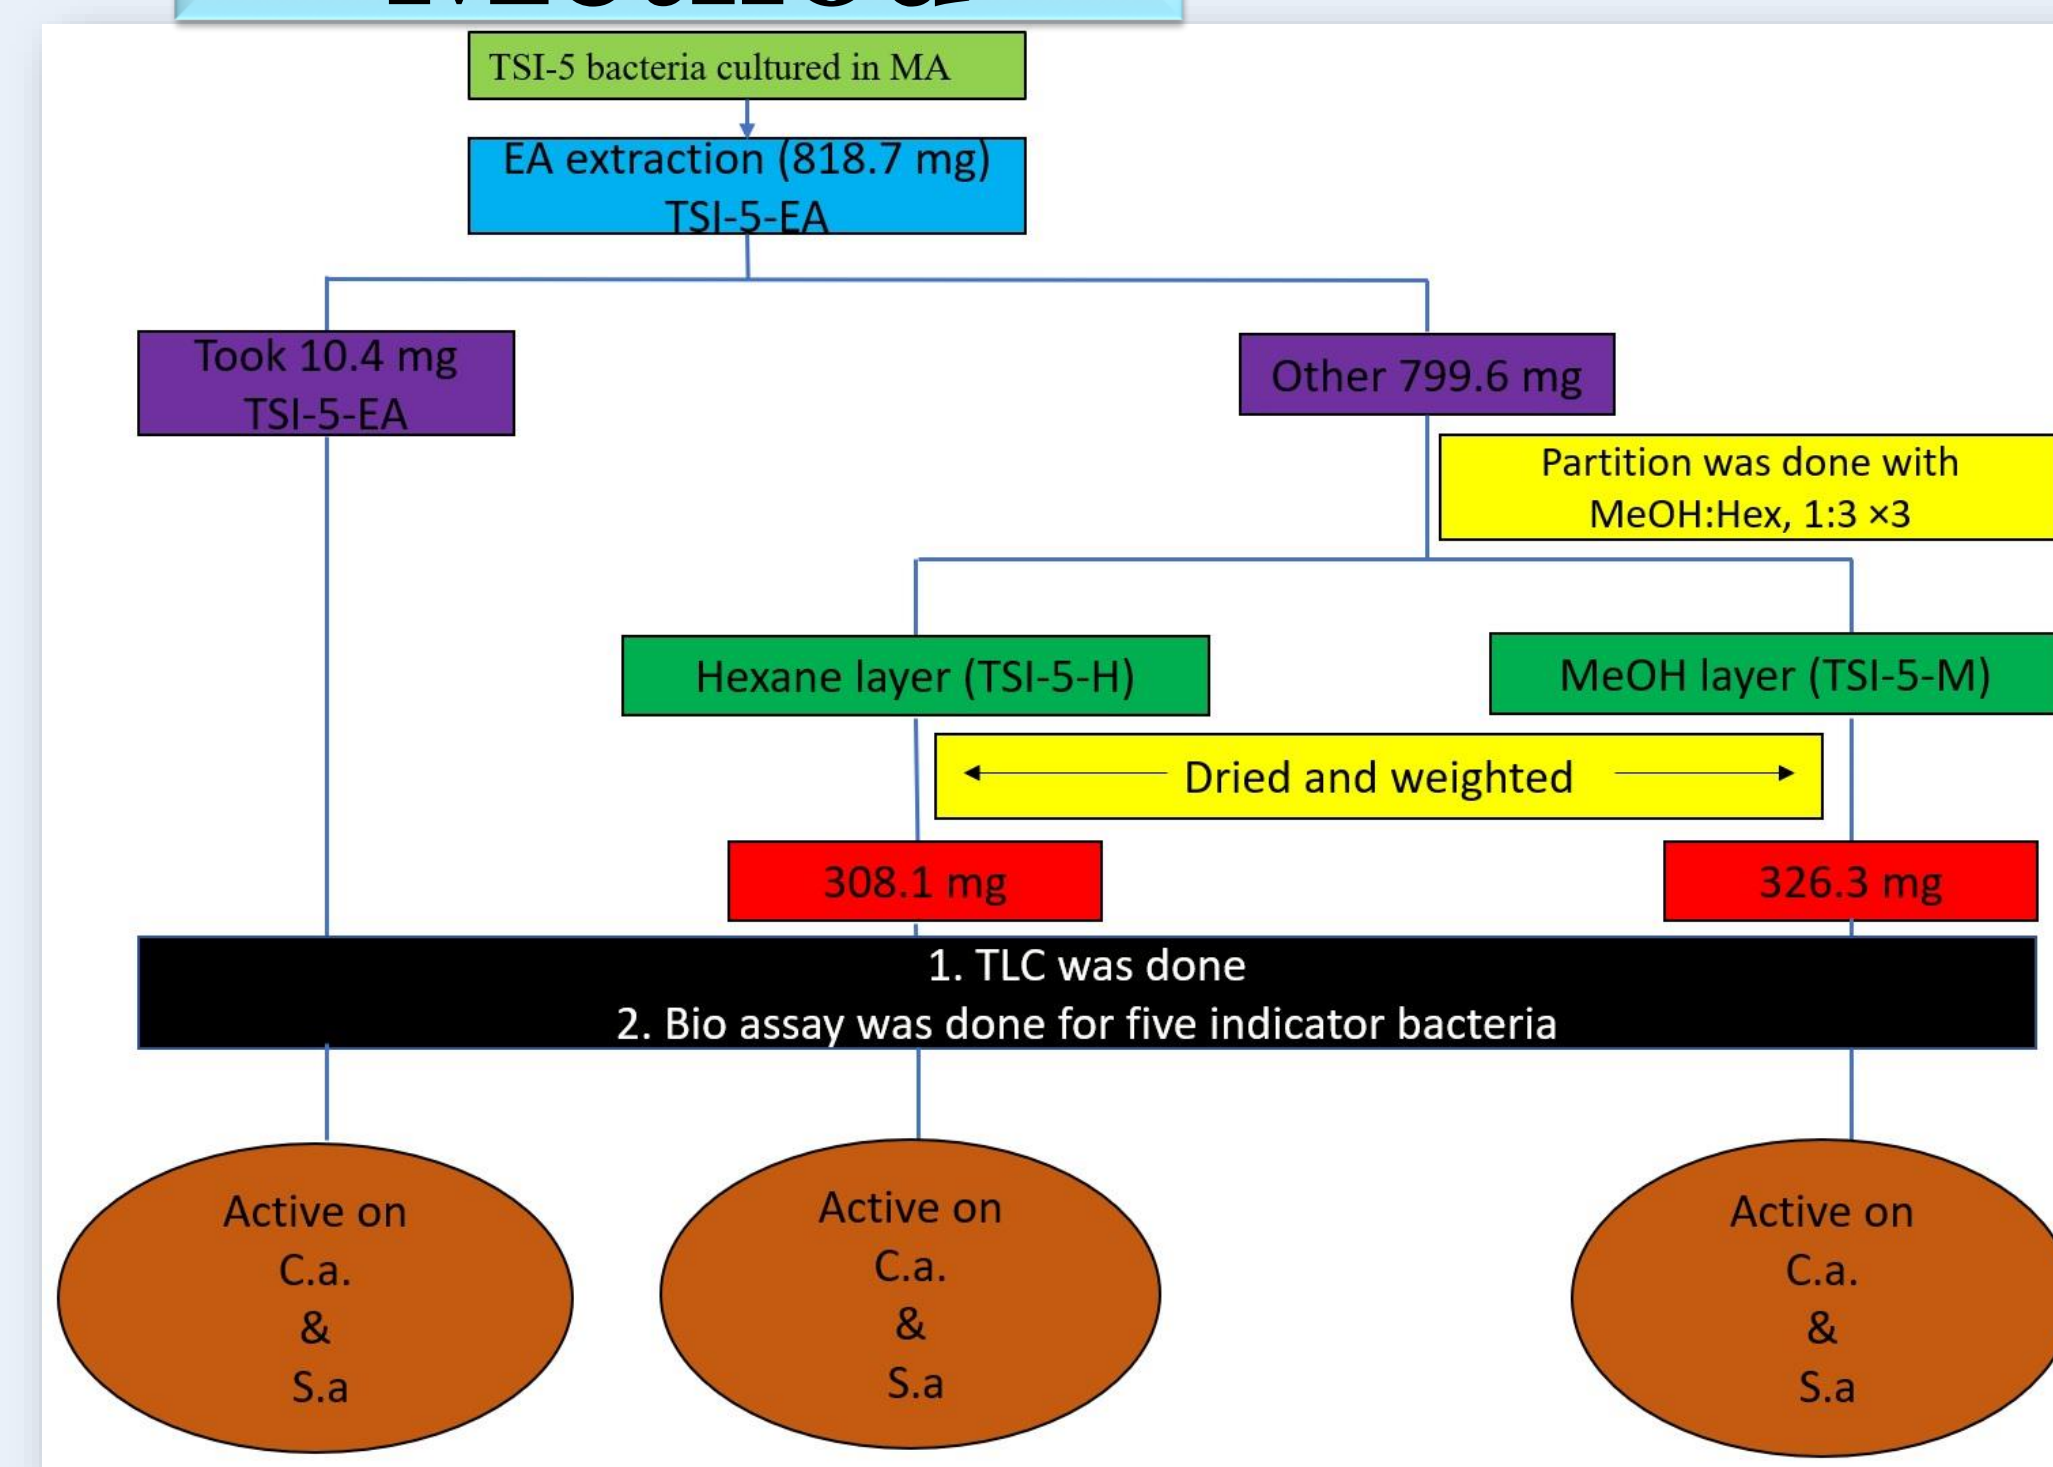 TSI-5 bacteria cultured in MA
EA extraction (818.7 mg)
TSI-5-EA
Took 10.4 mg
TSI-5-EA
Other 799.6 mg
Partition was done with
MeOH:Hex, 1:3 ×3
Hexane layer (TSI-5-H)
MeOH layer (TSI-5-M)
Dried and weighted
308.1 mg
326.3 mg
1. TLC was done
2. Bio assay was done for five indicator bacteria
Active on
C.a.
&
S.a
Active on
C.a.
&
S.a
Active on
C.a.
&
S.a